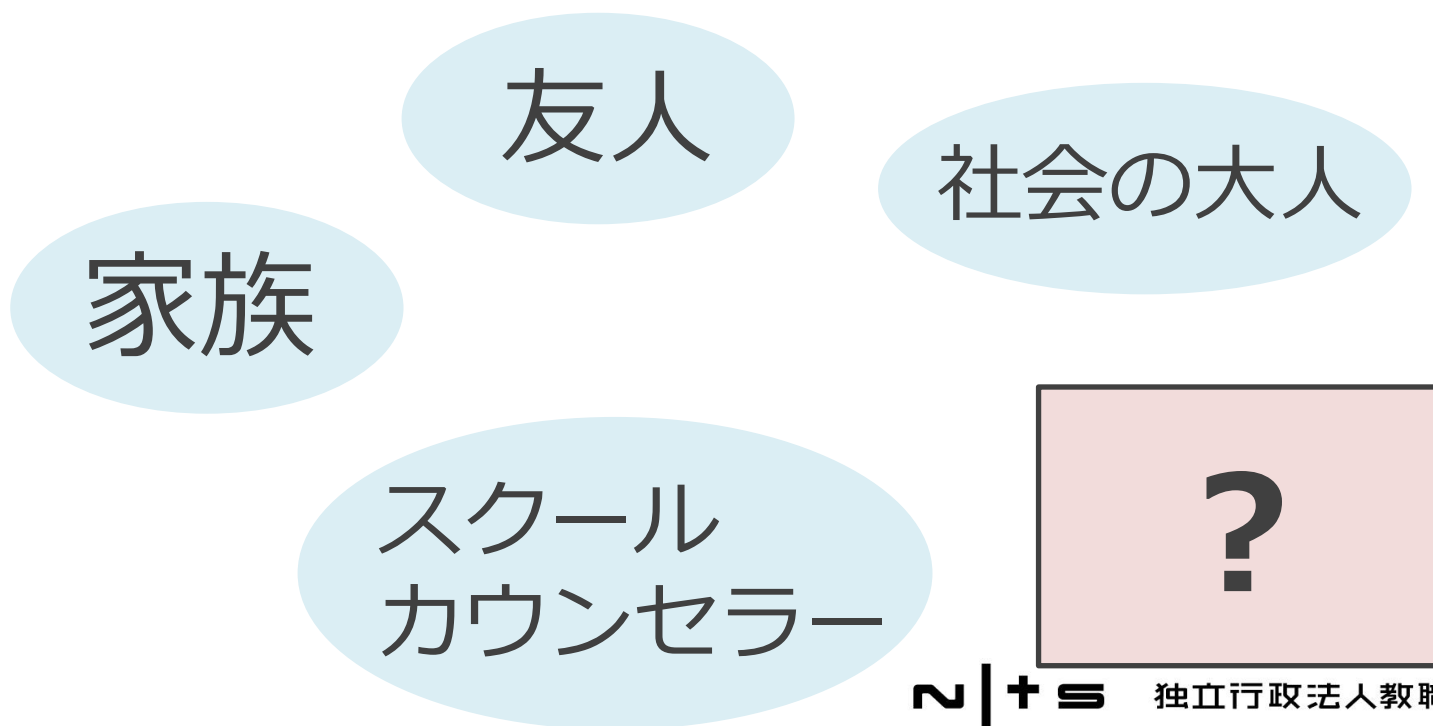 友人
社会の大人
家族
スクール
カウンセラー
?
N|ts 独立行政法人教職